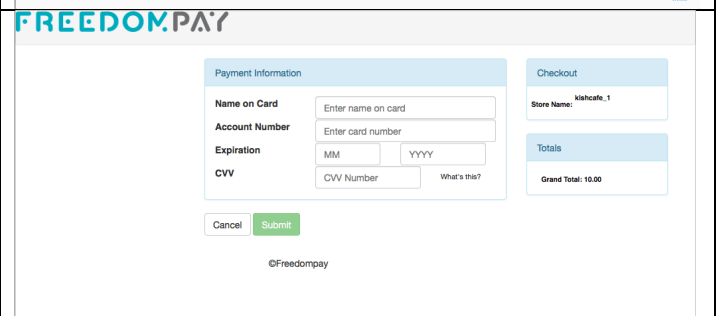 FREEDOMPAY
Payment Information
Name on Card
Enter name on card
Account Number
Enter card number
Expiration
MM
YYYY
CVV
CVV Number
What's this?
Cancel
Submit
©Freedompay
Checkout
Store Name: kishcafe_1
Totals
Grand Total: 10.00